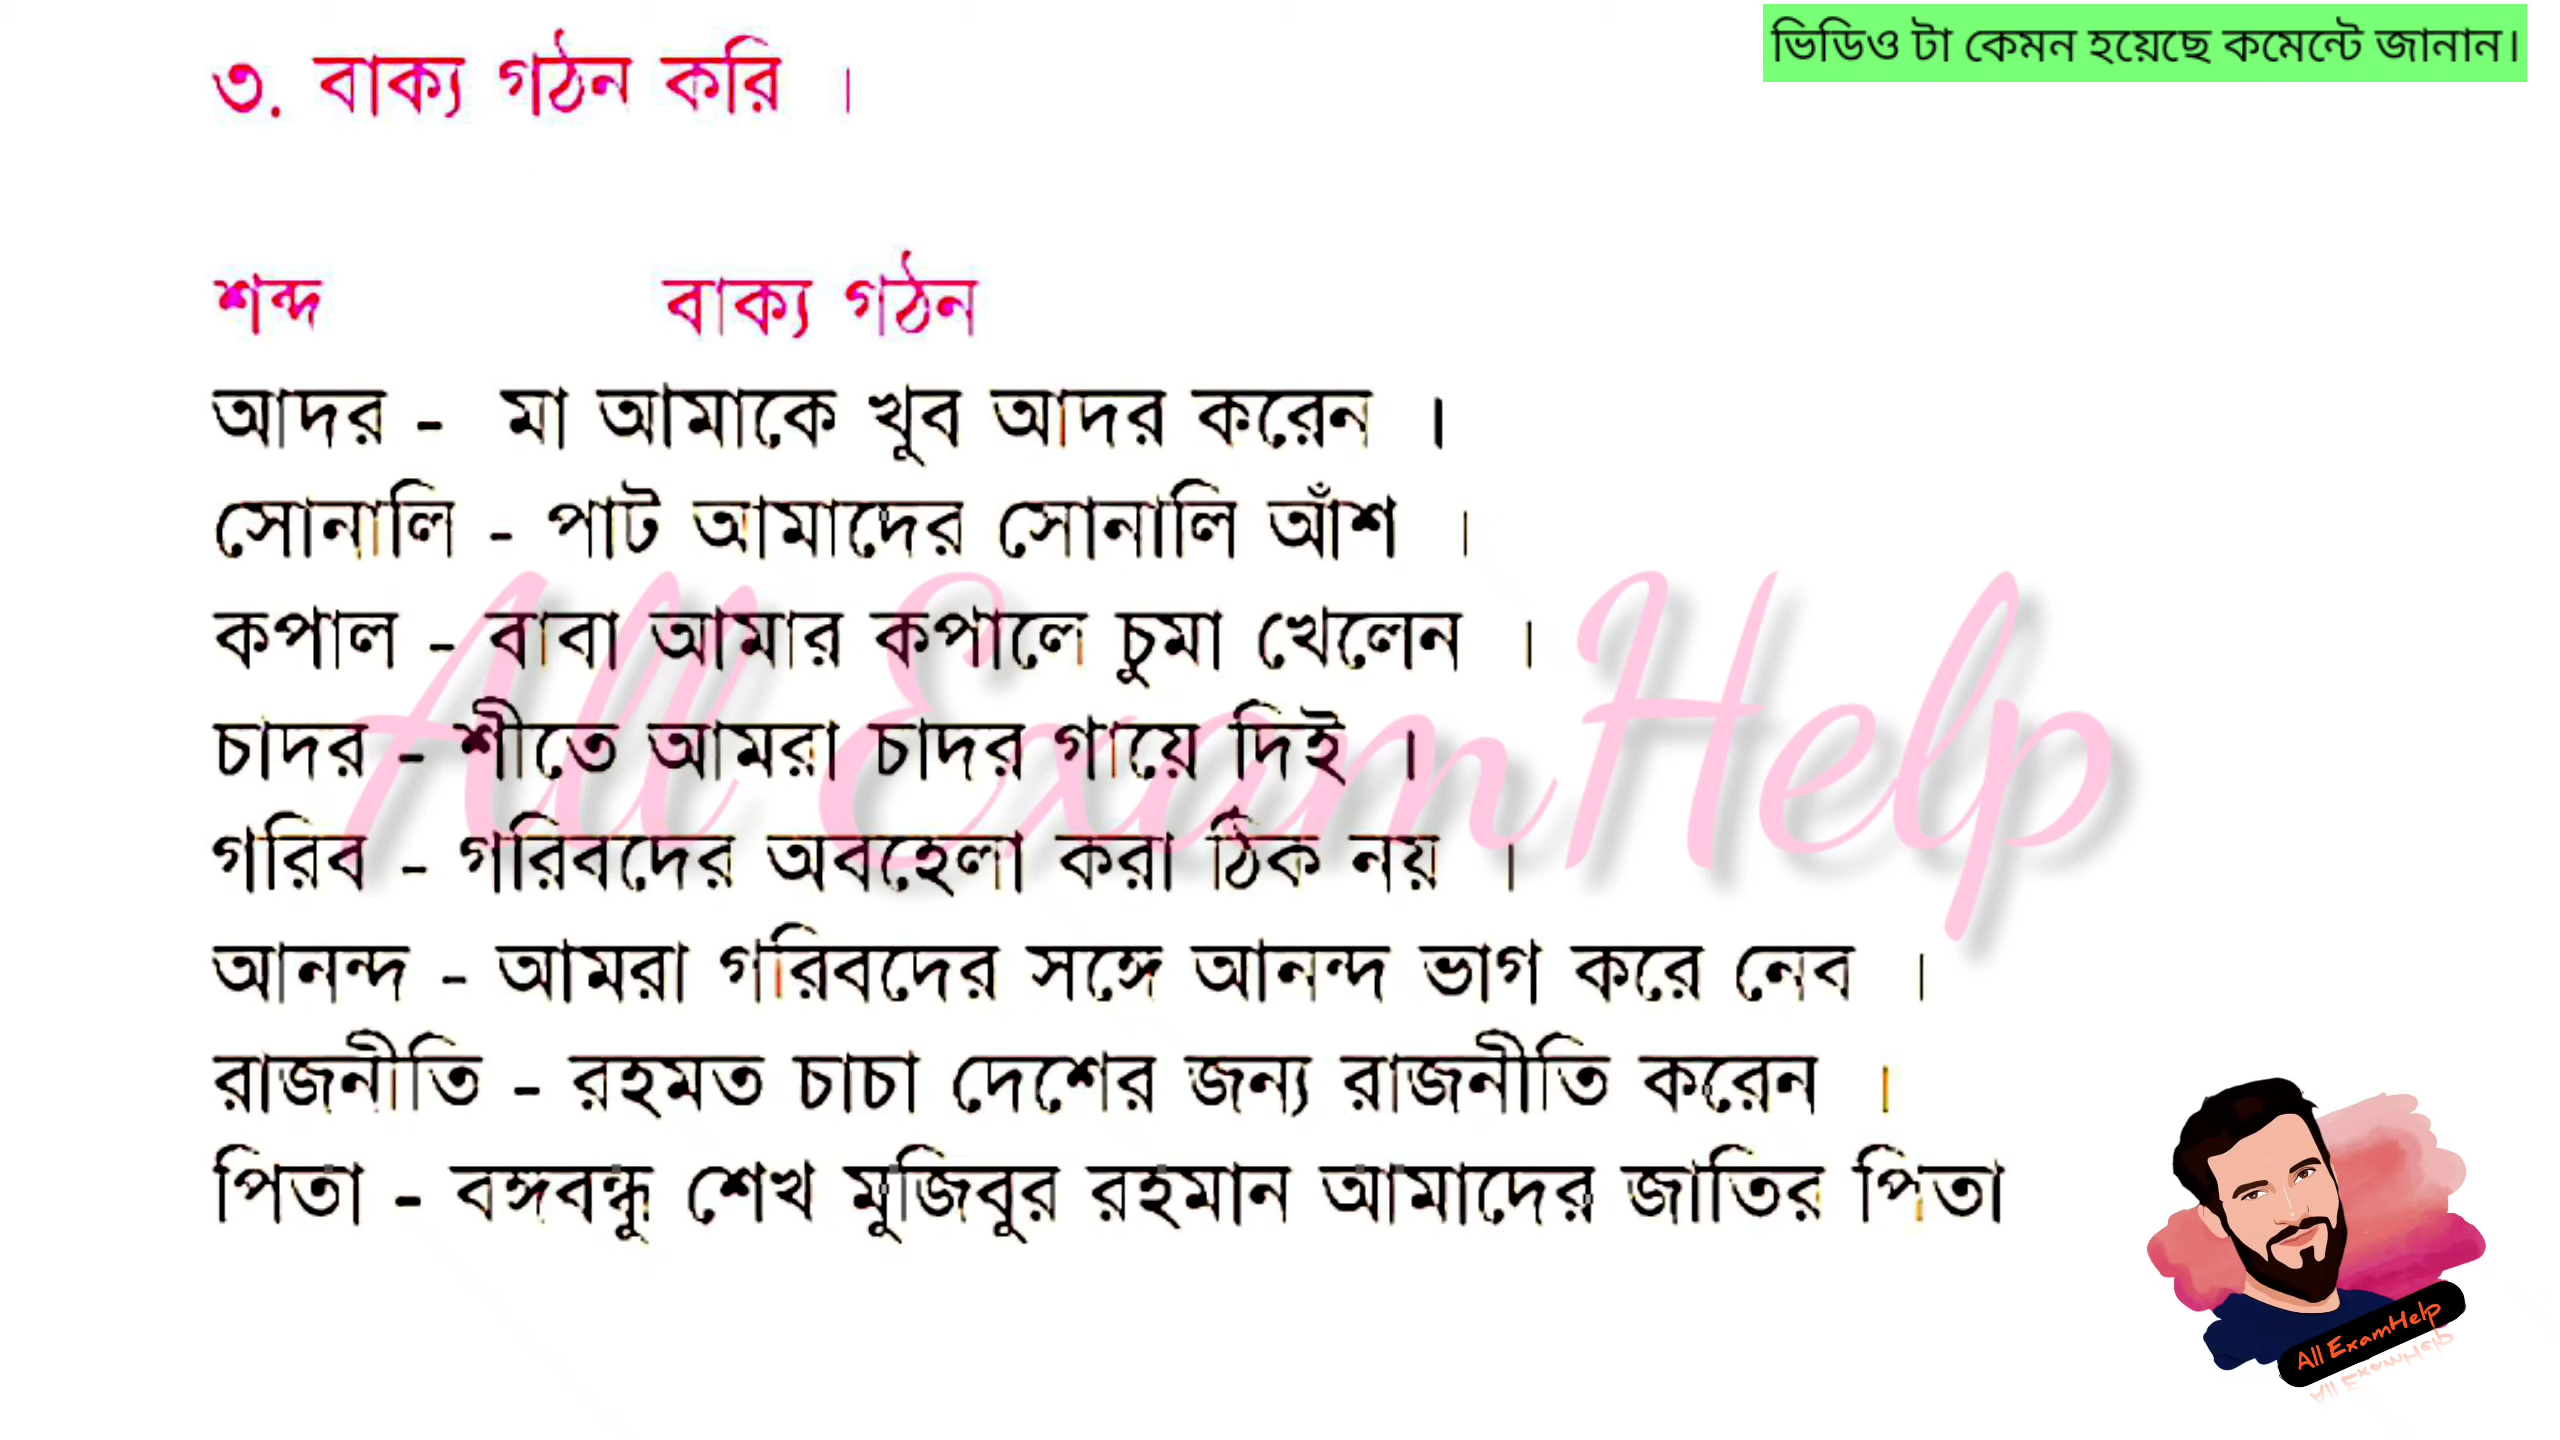 ভিডিও টা কেমন হয়েছে কমেন্টে জানান।
৩. বাক্য গঠন করি ।
শব্দ বাক্য গঠন
আদর - মা আমাকে খুব আদর করেন ।
সোনালি - পাট আমাদের সোনালি আঁশ ।
কপাল - বাবা আমার কপালে চুমা খেলেন ।
চাদর - শীতে আমরা চাদর গায়ে দিই ।
গরিব - গরিবদের অবহেলা করা ঠিক নয় ।
আনন্দ - আমরা গরিবদের সঙ্গে আনন্দ ভাগ করে নেব ।
রাজনীতি - রহমত চাচা দেশের জন্য রাজনীতি করেন ।
পিতা - বঙ্গবন্ধু শেখ মুজিবুর রহমান আমাদের জাতির পিতা
All ExamHelp
All ExamHelp
All ExamHelp